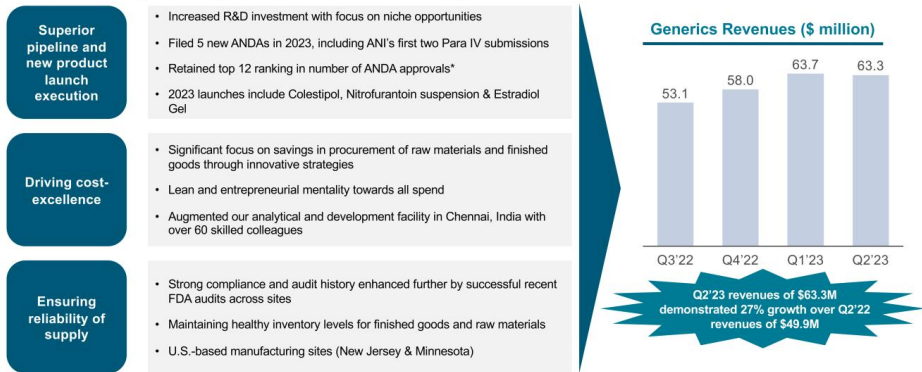 Superior
pipeline and
new product
launch
execution
• Increased R&D investment with focus on niche opportunities
• Filed 5 new ANDAs in 2023, including ANI's first two Para IV submissions
• Retained top 12 ranking in number of ANDA approvals*
• 2023 launches include Colestipol, Nitrofurantoin suspension & Estradiol
Gel
Driving cost-
excellence
• Significant focus on savings in procurement of raw materials and finished
goods through innovative strategies
• Lean and entrepreneurial mentality towards all spend
• Augmented our analytical and development facility in Chennai, India with
over 60 skilled colleagues
Ensuring
reliability of
supply
• Strong compliance and audit history enhanced further by successful recent
FDA audits across sites
• Maintaining healthy inventory levels for finished goods and raw materials
• U.S.-based manufacturing sites (New Jersey & Minnesota)
Generics Revenues ($ million)
53.1 58.0 63.7 63.3
Q3'22 Q4'22 Q1'23 Q2'23
Q2'23 revenues of $63.3M
demonstrated 27% growth over Q2'22
revenues of $49.9M